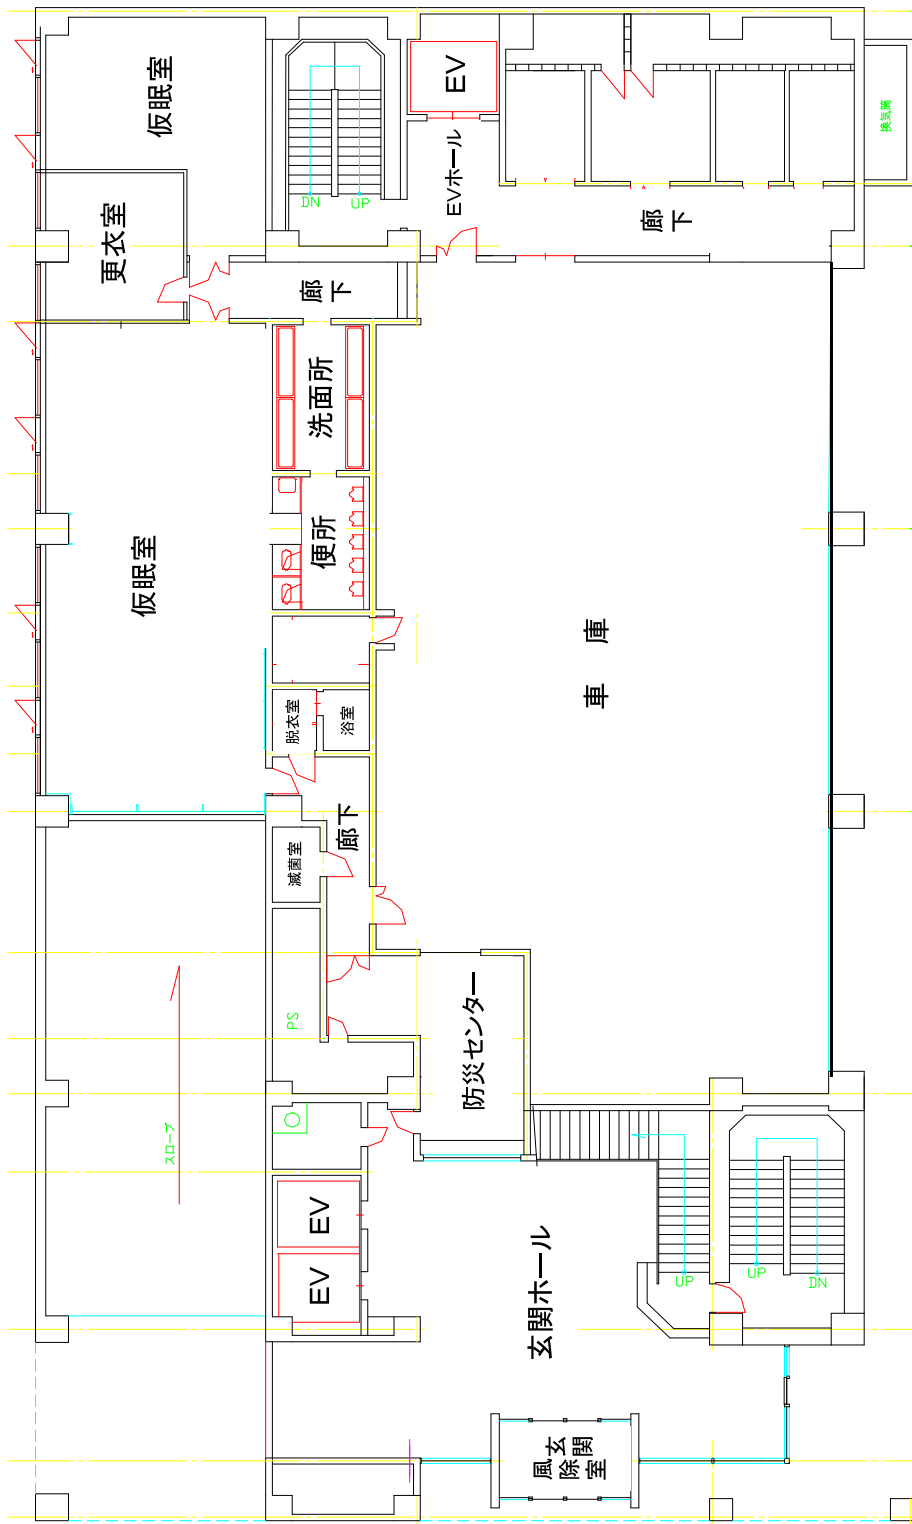 仮眠室
EV
換気筒
EVホール
DN
UP
更衣室
廊下
廊下
洗面所
便所
仮眠室
車庫
脱衣室
浴室
廊下
滅菌室
PS
防災センター
スロープ
EV
EV
玄関ホール
UP
UP
DN
風除室
玄関